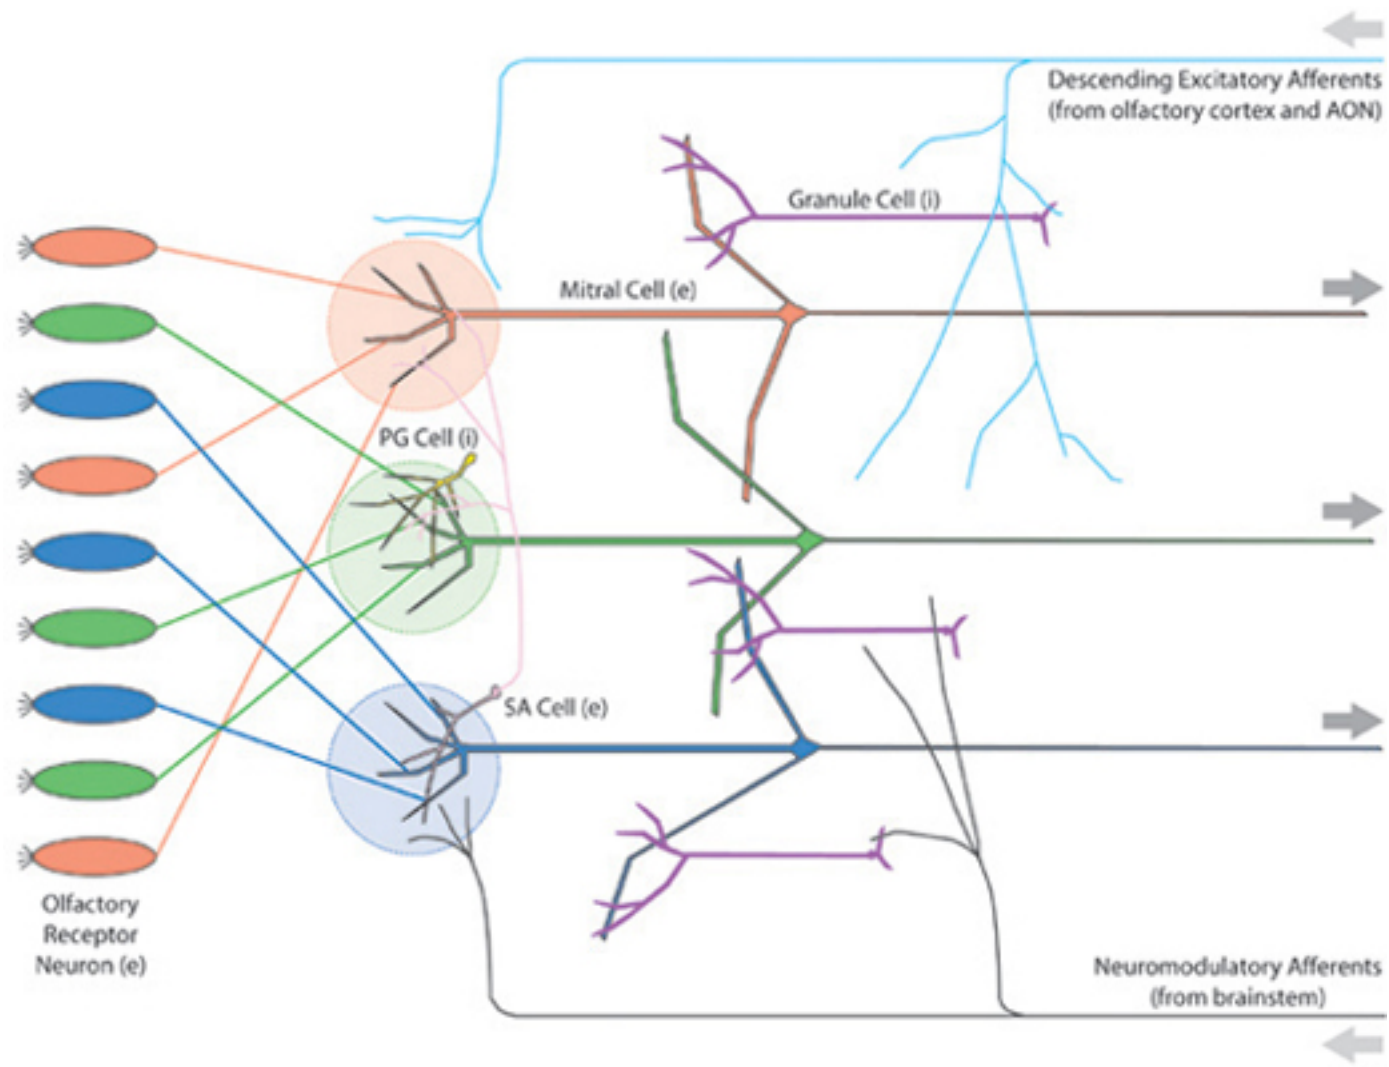 Descending Excitatory Afferents
(from olfactory cortex and AON)
Granule Cell (i)
Mitral Cell (e)
PG Cell (i)
SA Cell (e)
Olfactory
Receptor
Neuron (e)
Neuromodulatory Afferents
(from brainstem)